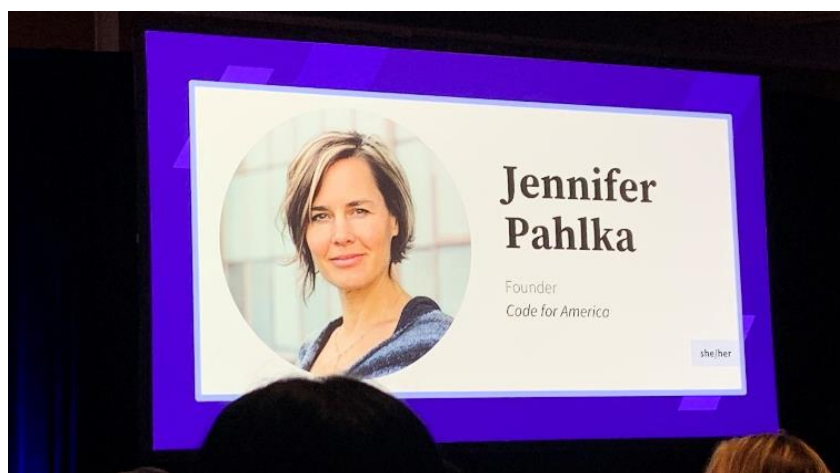 Jennifer
Pahlka
Founder
Code for America
she/her